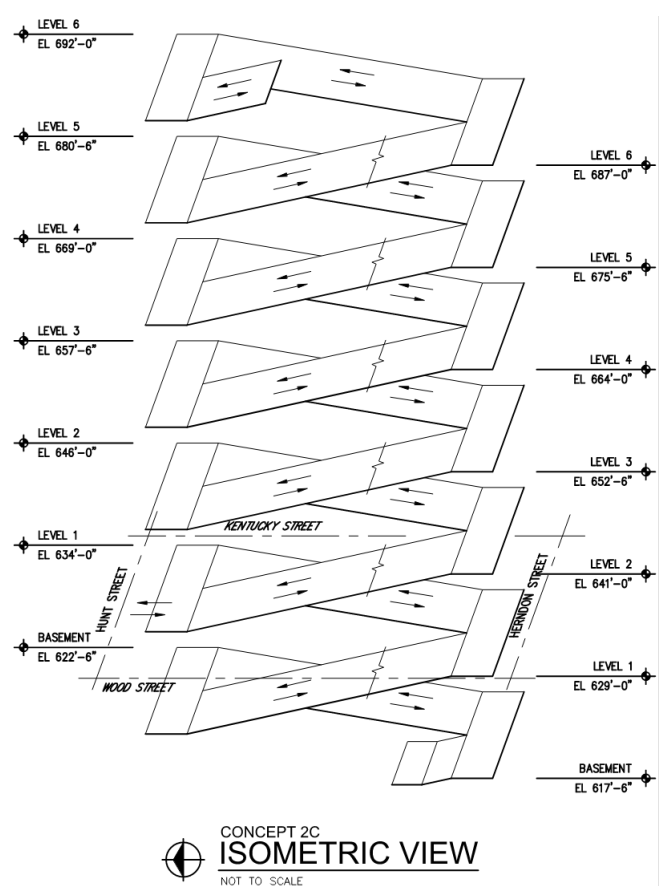 LEVEL 6
EL 692'-0"
LEVEL 5
EL 680'-6"
LEVEL 6
EL 687'-0"
LEVEL 4
EL 669'-0"
LEVEL 5
EL 675'-6"
LEVEL 3
EL 657'-6"
LEVEL 4
EL 664'-0"
LEVEL 2
EL 646'-0"
LEVEL 3
EL 652'-6"
KENTUCKY STREET
LEVEL 1
EL 634'-0"
HUNT STREET
HERNDON STREET
LEVEL 2
EL 641'-0"
BASEMENT
EL 622'-6"
WOOD STREET
LEVEL 1
EL 629'-0"
BASEMENT
EL 617'-6"
CONCEPT 2C
ISOMETRIC VIEW
NOT TO SCALE